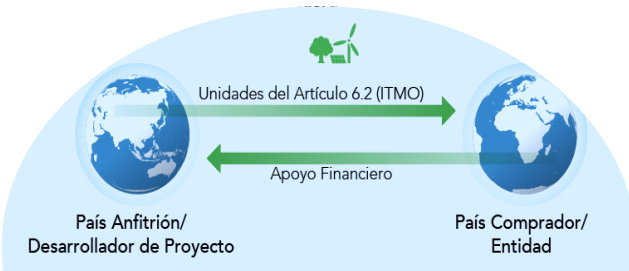 Unidades del Artículo 6.2 (ITMO)
Apoyo Financiero
País Anfitrión/
Desarrollador de Proyecto
País Comprador/
Entidad